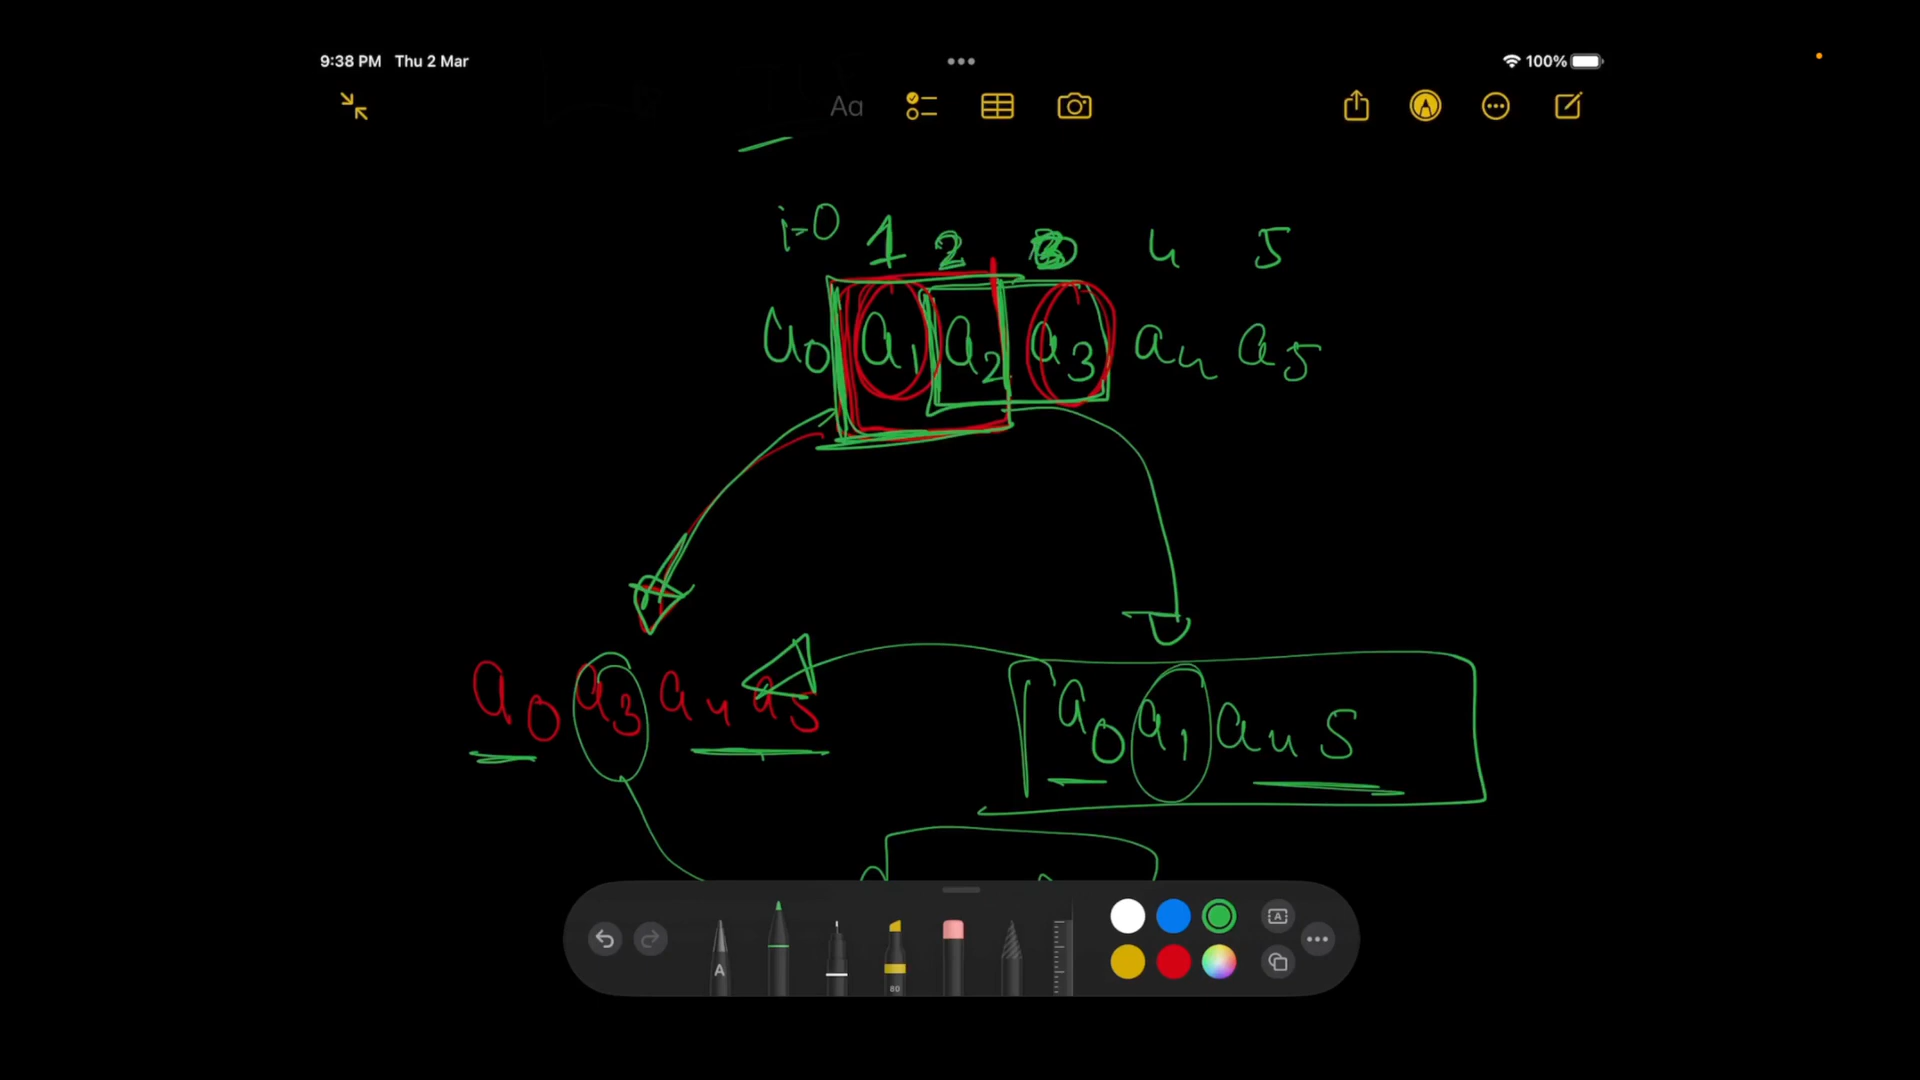 9:38 PM Thu 2 Mar
100%
Aa
i=0 1 2 3 4 5
a0 a1 a2 a3 a4 a5
a0 a3 a4 a5
a0 a1 a4 5
A
80
A